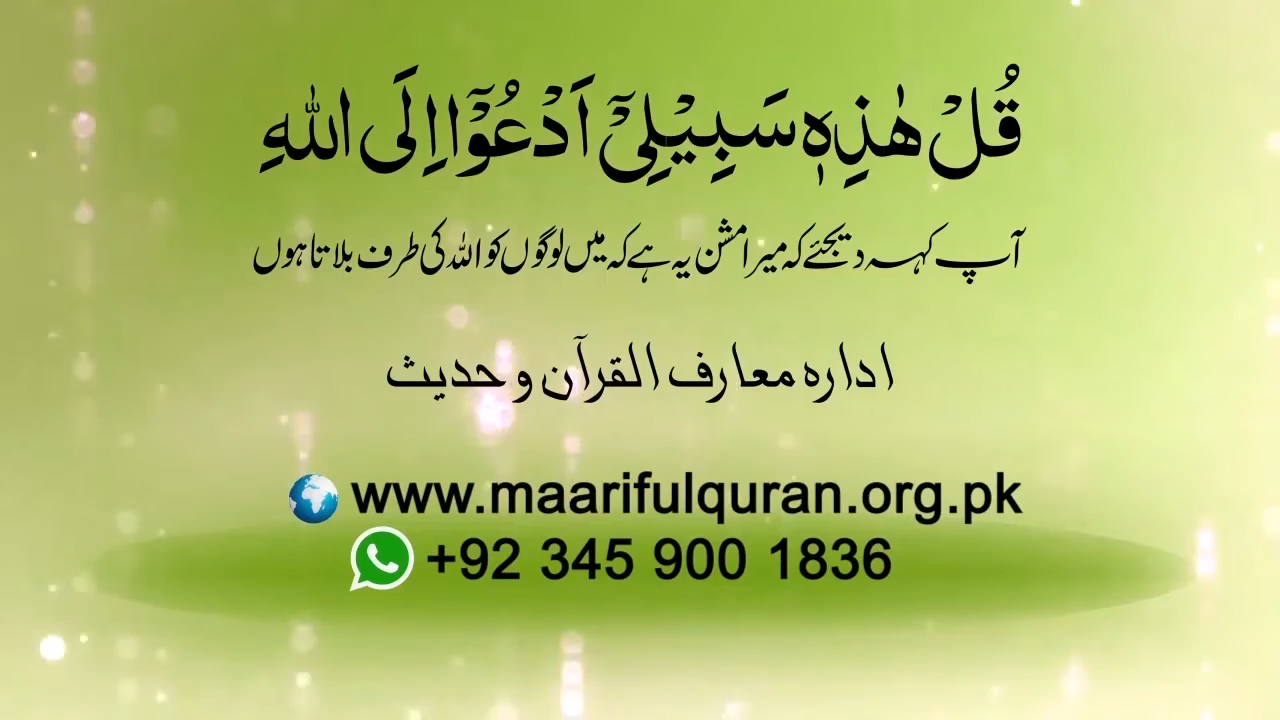 قُلْ هٰذِهٖ سَبِیْلِیْۤ اَدْعُوْۤا اِلَی اللهِ
آپ کہہ دیجئے کہ میرا مشن یہ ہے کہ میں لوگوں کو اللہ کی طرف بلاتا ہوں
ادارہ معارف القرآن و حدیث
www.maarifulquran.org.pk
+92 345 900 1836